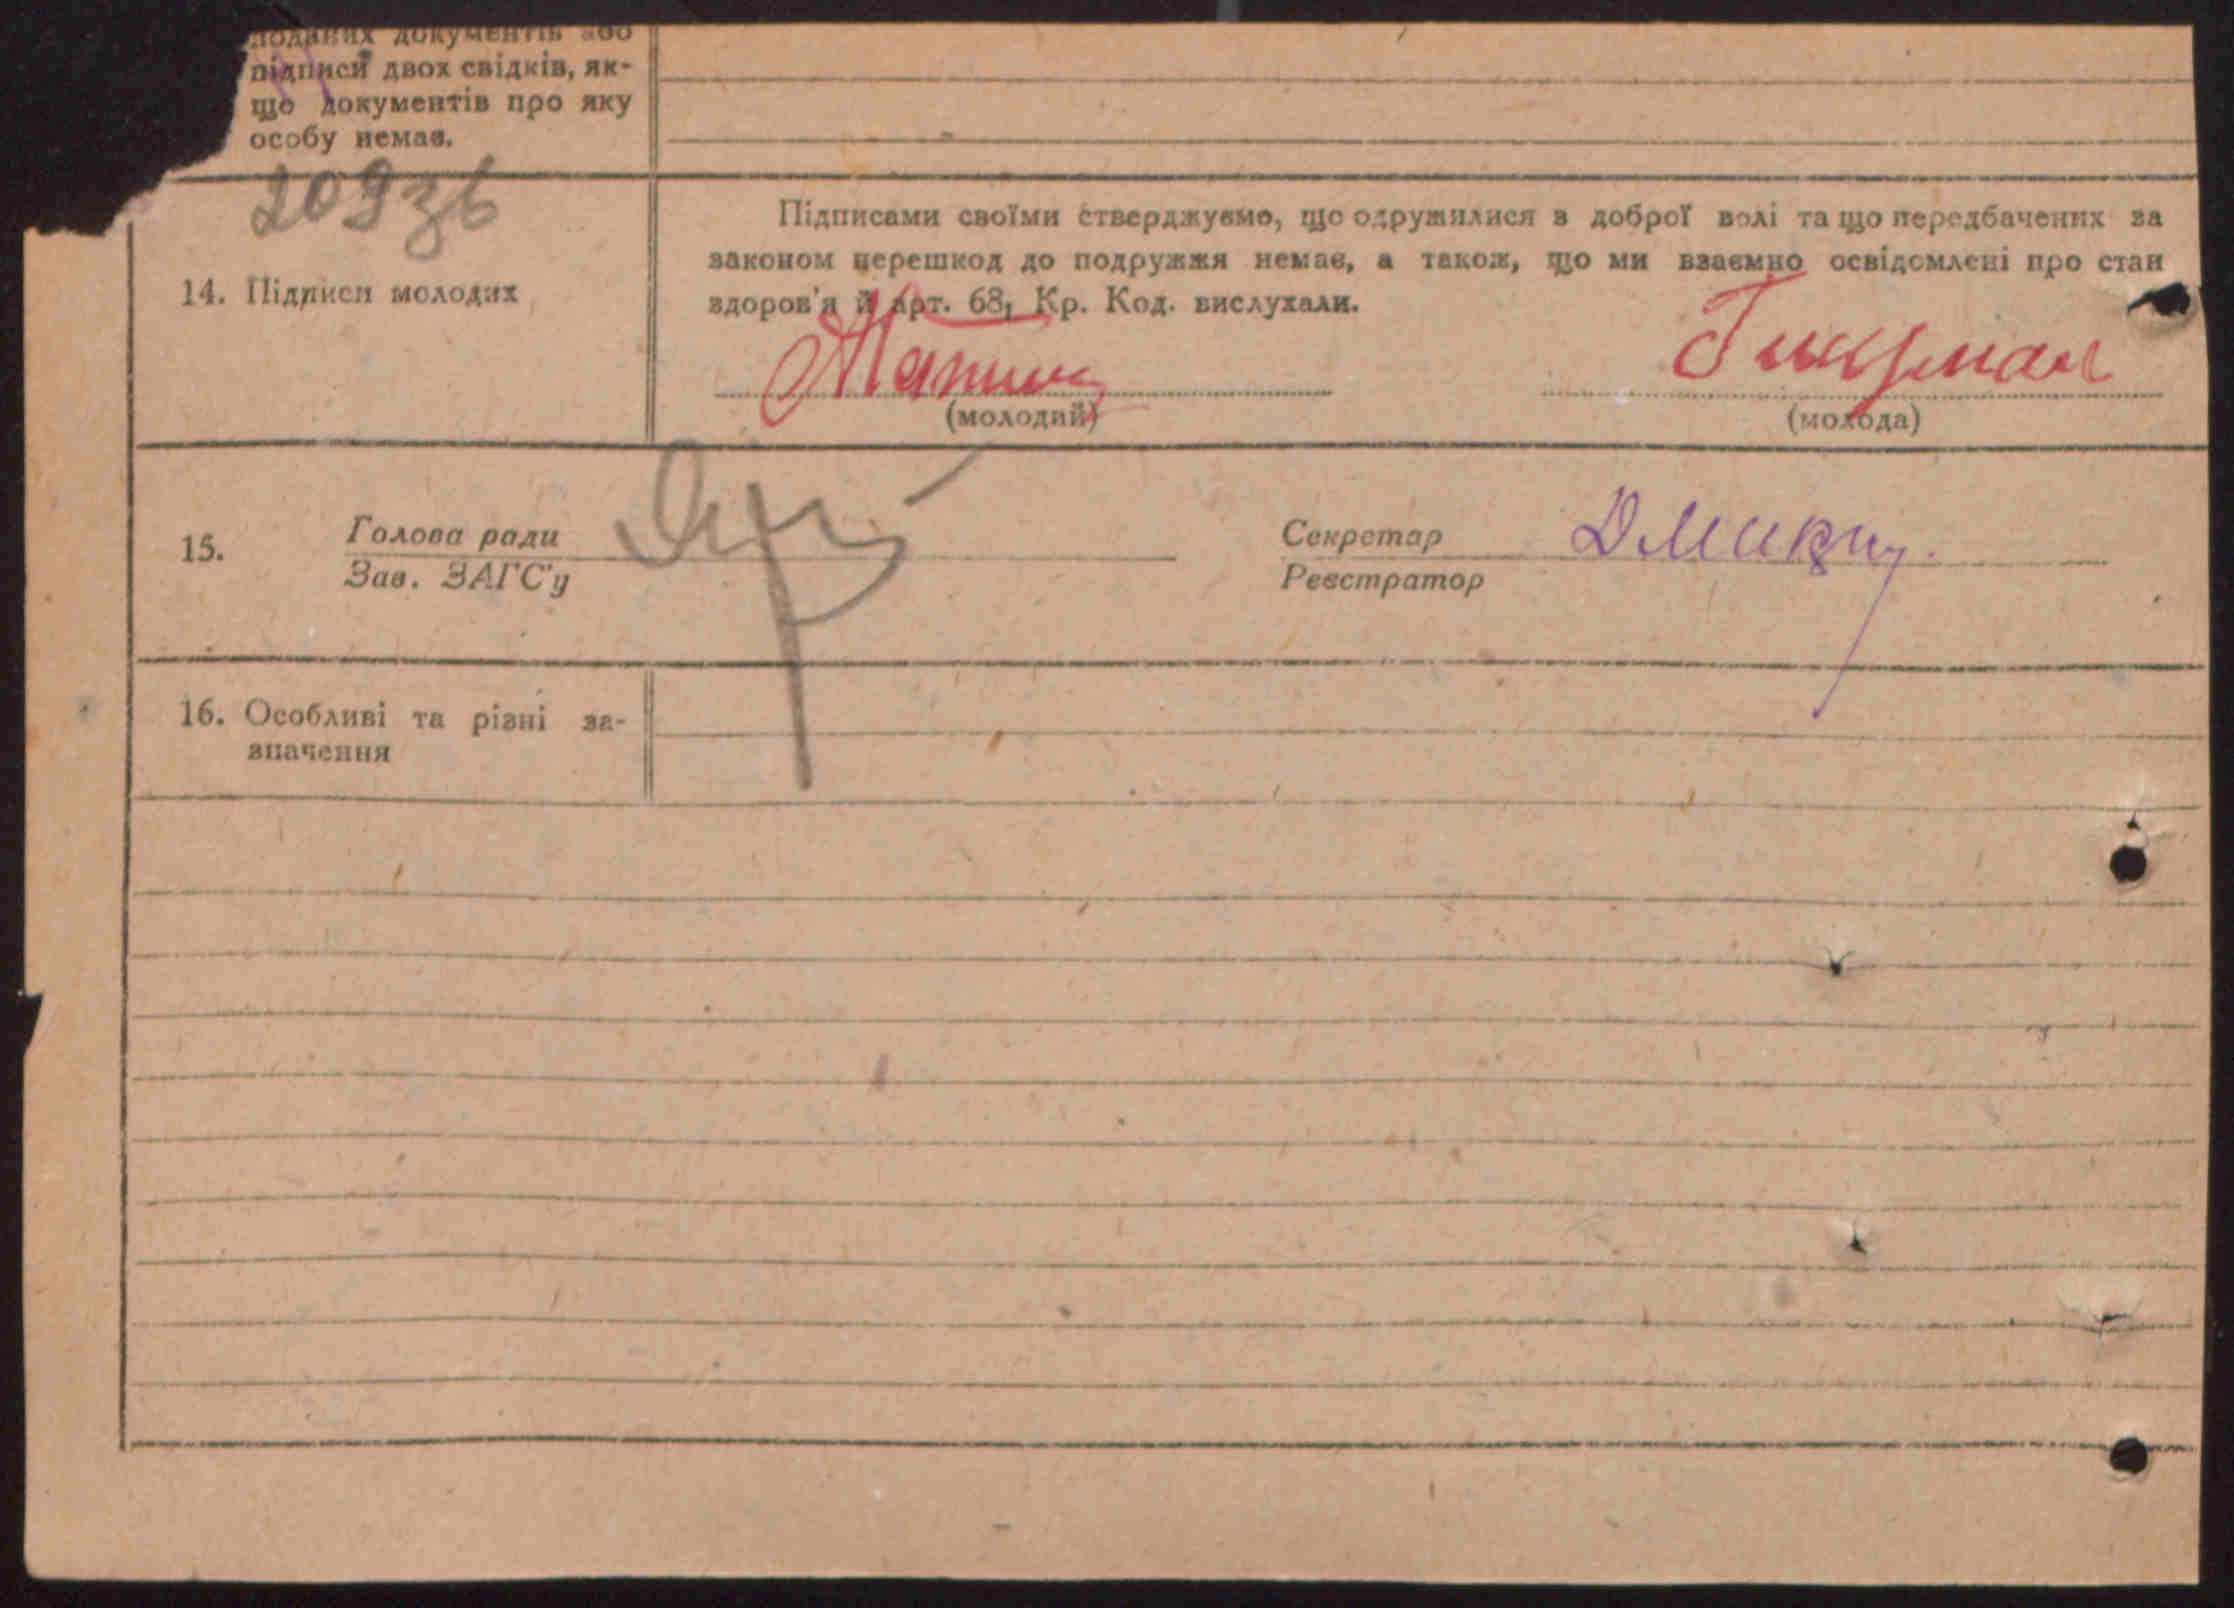 поданих документів або
підписи двох свідків, як-
що документів про яку
особу немає.
14. Підписи молодих
Підписами своїми стверджуємо, що одружилися з доброї волі та що передбачених за
законом перешкод до подружжя немає, а також, що ми взаємно освідомлені про стан
здоров'я й арт. 68, Кр. Код. вислухали.
(молодий) (молода)
15. Голова ради Секретар
Зав. ЗАГС'у Реєстратор
16. Особливі та різні за-
значення